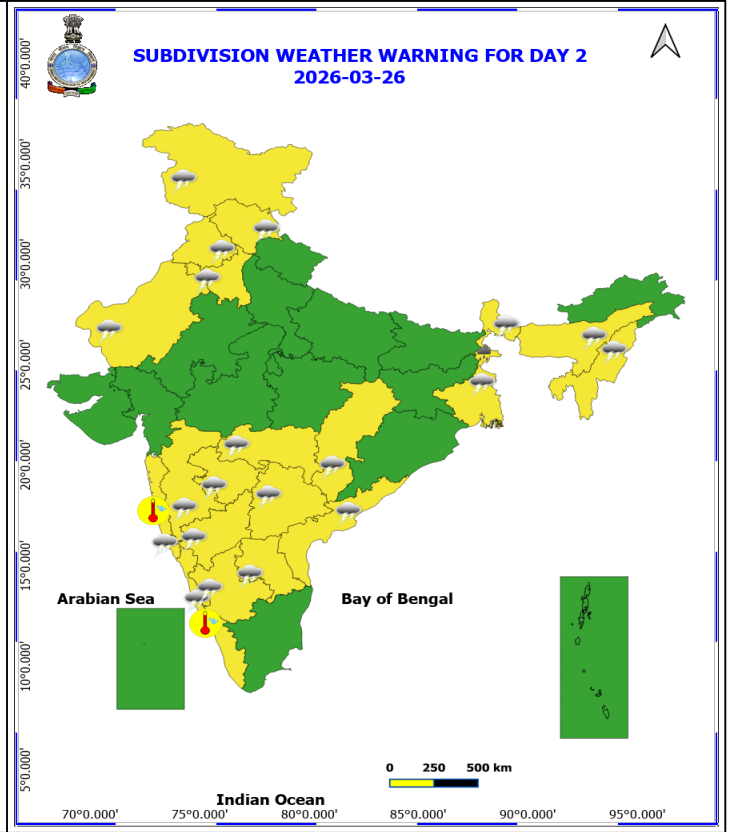 SUBDIVISION WEATHER WARNING FOR DAY 2
2026-03-26
40°0.000'
35°0.000'
30°0.000'
25°0.000'
20°0.000'
15°0.000'
10°0.000'
5°0.000'
Arabian Sea
Bay of Bengal
0 250 500 km
Indian Ocean
70°0.000' 75°0.000' 80°0.000' 85°0.000' 90°0.000' 95°0.000'